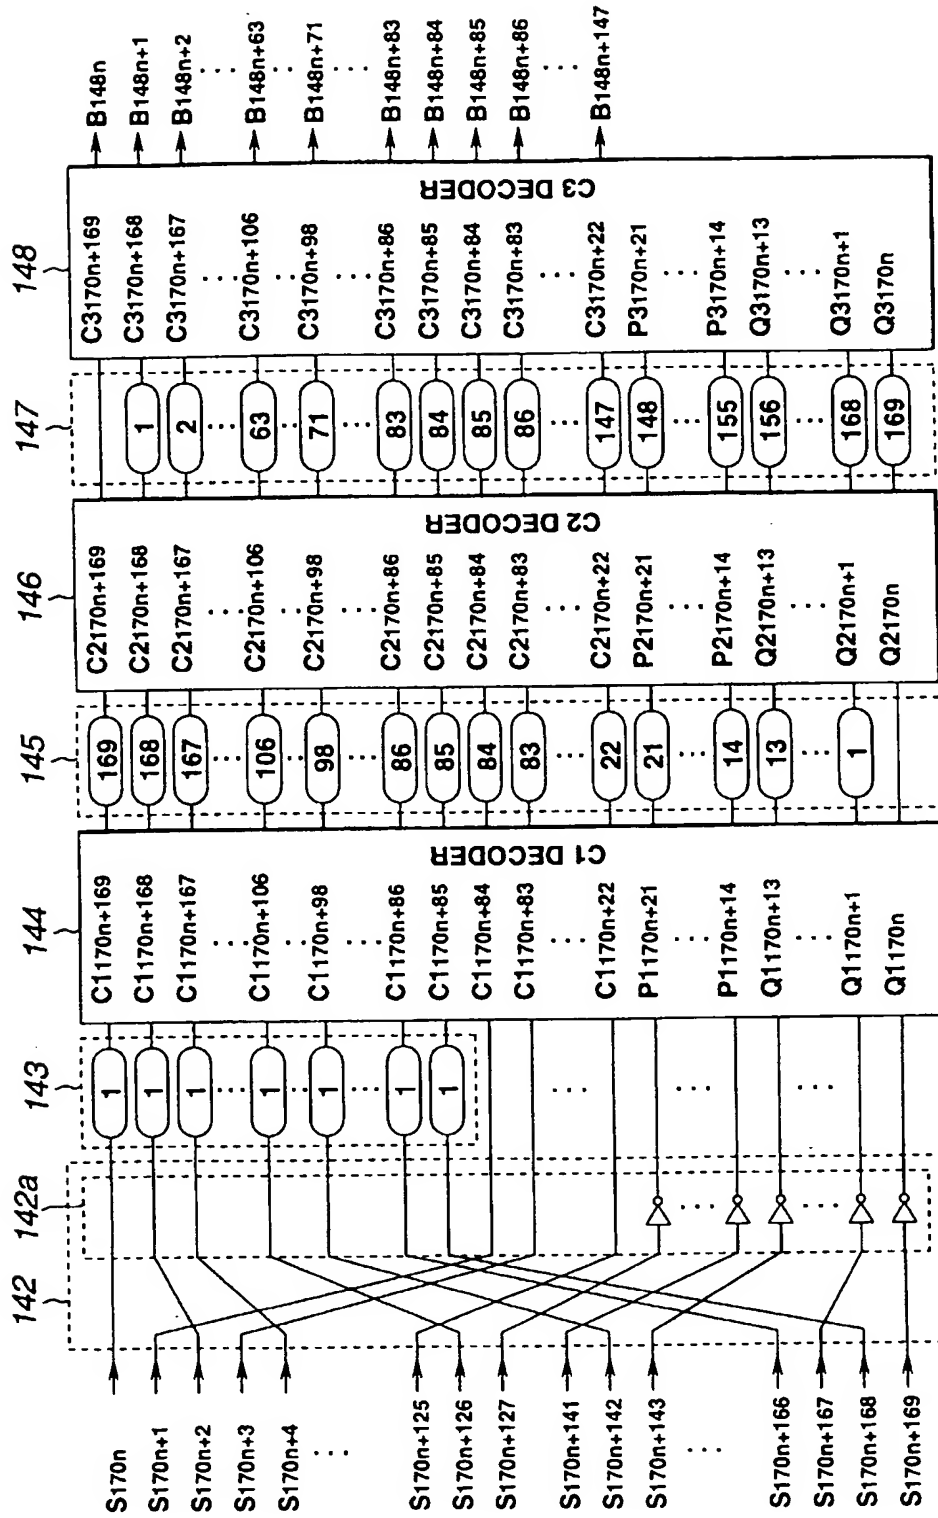 142
142a
143
144
145
146
147
148
S170n
S170n+1
S170n+2
S170n+3
S170n+4
S170n+125
S170n+126
S170n+127
S170n+141
S170n+142
S170n+143
S170n+166
S170n+167
S170n+168
S170n+169
1
1
1
1
1
1
1
C1170n+169
C1170n+168
C1170n+167
C1170n+106
C1170n+98
C1170n+86
C1170n+85
C1170n+84
C1170n+83
C1170n+22
P1170n+21
P1170n+14
Q1170n+13
Q1170n+1
Q1170n
C1 DECODER
169
168
167
106
98
86
85
84
83
22
21
14
13
1
C2170n+169
C2170n+168
C2170n+167
C2170n+106
C2170n+98
C2170n+86
C2170n+85
C2170n+84
C2170n+83
C2170n+22
P2170n+21
P2170n+14
Q2170n+13
Q2170n+1
Q2170n
C2 DECODER
1
2
63
71
83
84
85
86
147
148
155
156
168
169
C3170n+169
C3170n+168
C3170n+167
C3170n+106
C3170n+98
C3170n+86
C3170n+85
C3170n+84
C3170n+83
C3170n+22
P3170n+21
P3170n+14
Q3170n+13
Q3170n+1
Q3170n
C3 DECODER
B148n
B148n+1
B148n+2
B148n+63
B148n+71
B148n+83
B148n+84
B148n+85
B148n+86
B148n+147